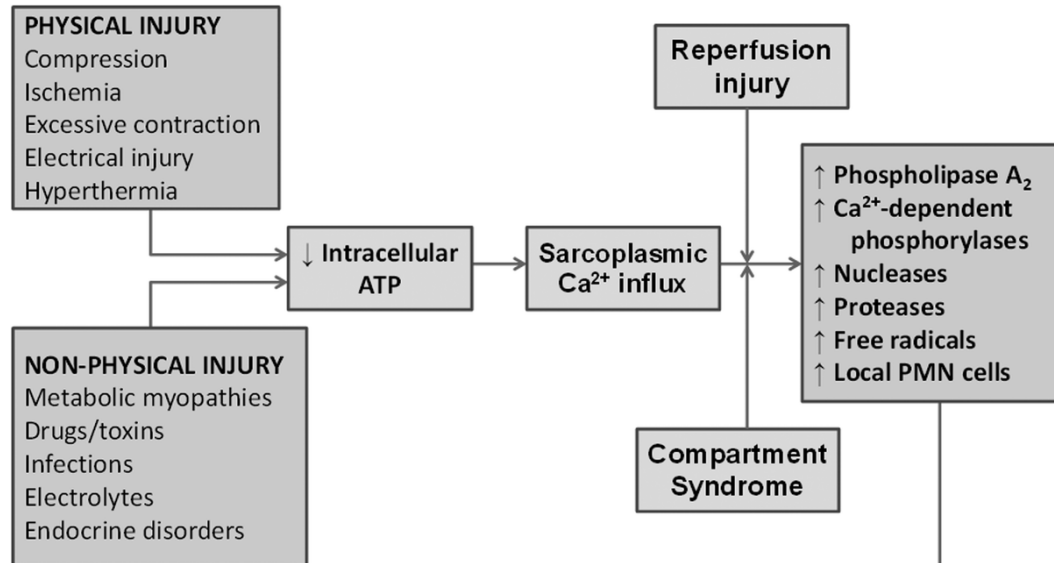 PHYSICAL INJURY
Compression
Ischemia
Excessive contraction
Electrical injury
Hyperthermia
NON-PHYSICAL INJURY
Metabolic myopathies
Drugs/toxins
Infections
Electrolytes
Endocrine disorders
↓ Intracellular
ATP
Sarcoplasmic
Ca²⁺ influx
Reperfusion
injury
Compartment
Syndrome
↑ Phospholipase A₂
↑ Ca²⁺-dependent
phosphorylases
↑ Nucleases
↑ Proteases
↑ Free radicals
↑ Local PMN cells